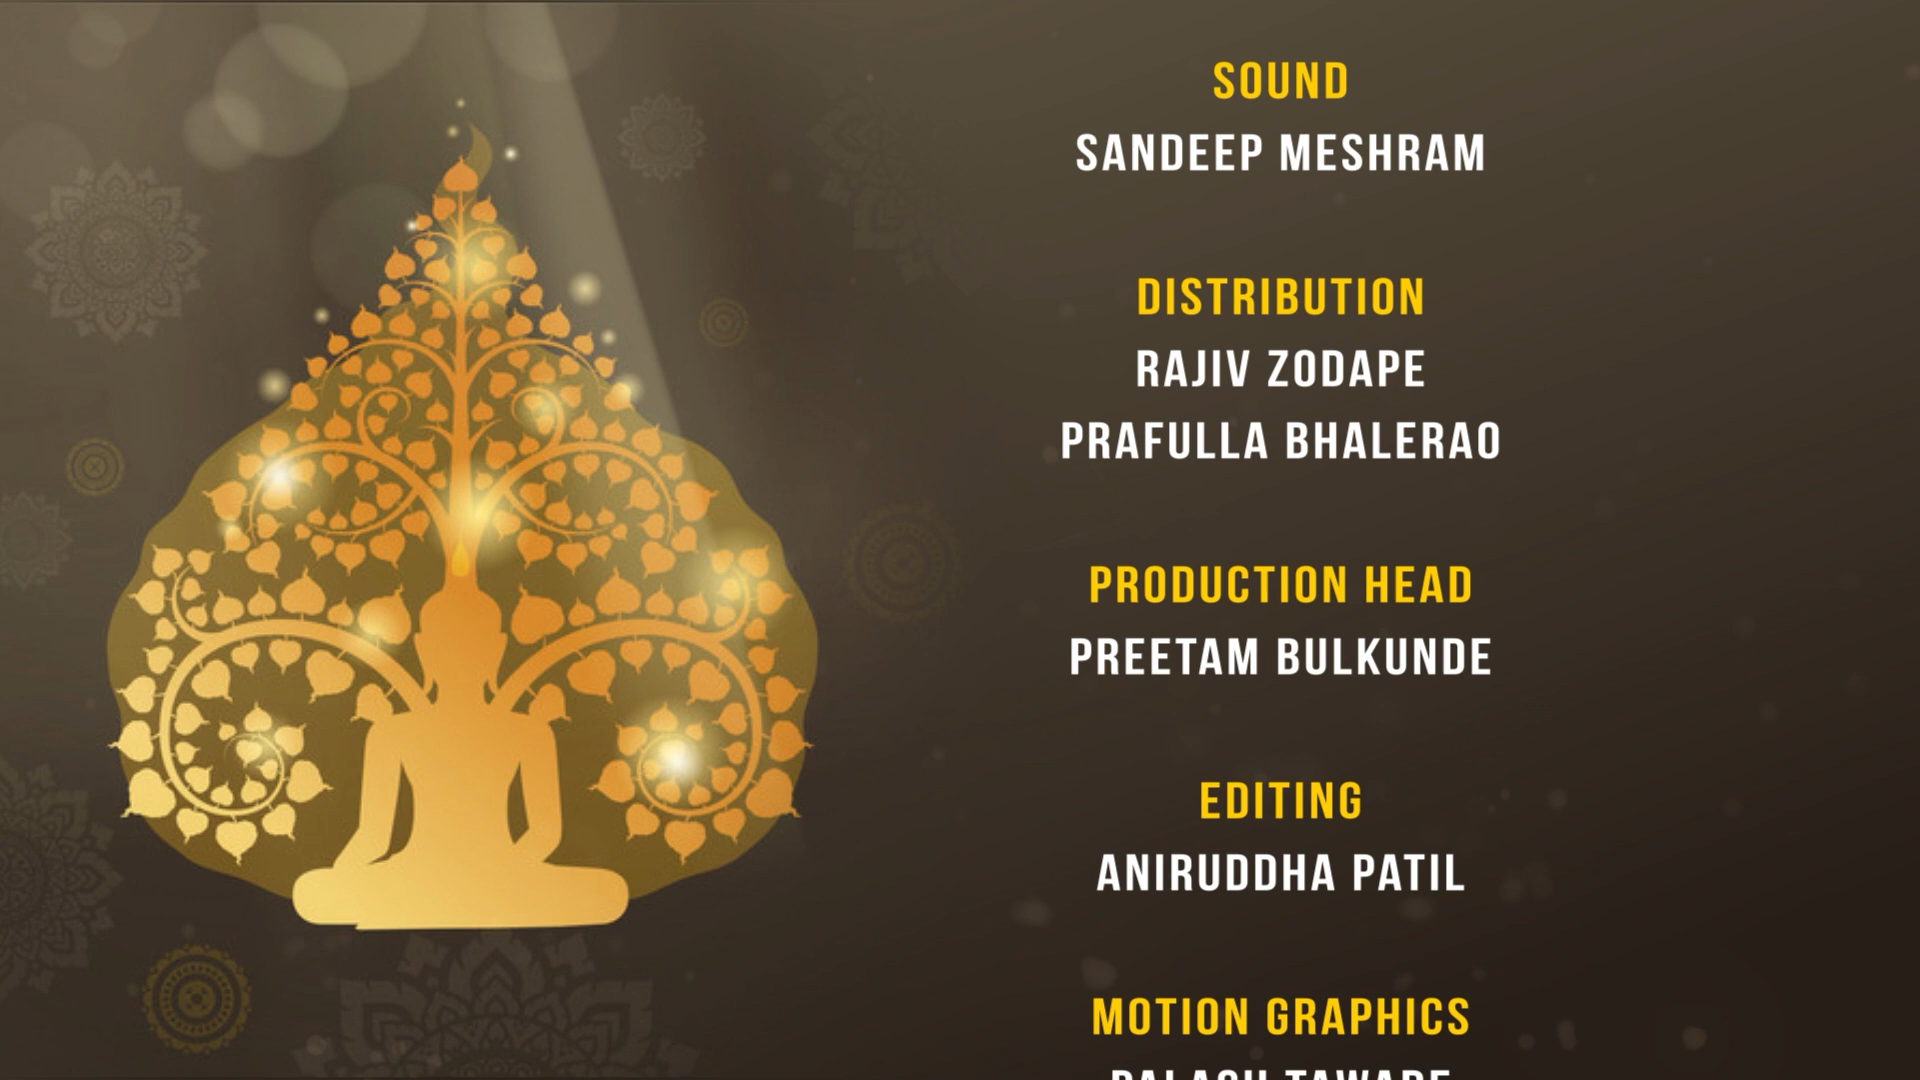 SOUND
SANDEEP MESHRAM
DISTRIBUTION
RAJIV ZODAPE
PRAFULLA BHALERAO
PRODUCTION HEAD
PREETAM BULKUNDE
EDITING
ANIRUDDHA PATIL
MOTION GRAPHICS